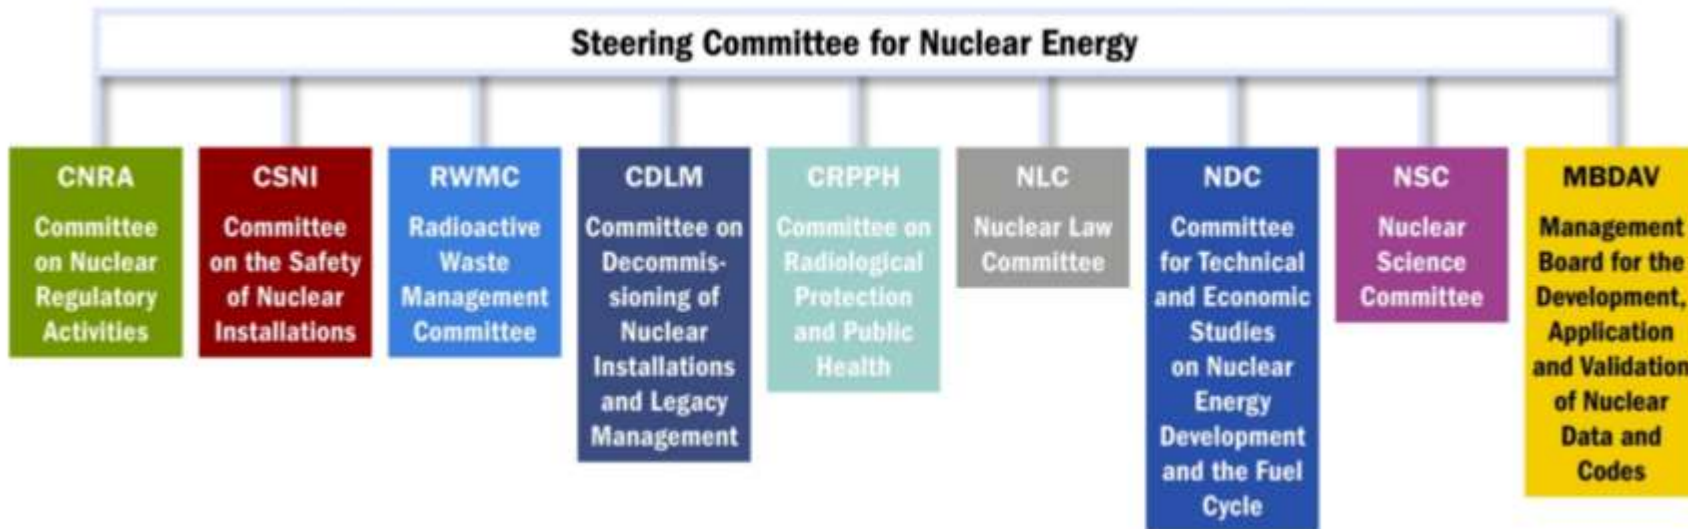 Steering Committee for Nuclear Energy
CNRA
Committee
on Nuclear
Regulatory
Activities
CSNI
Committee
on the Safety
of Nuclear
Installations
RWMC
Radioactive
Waste
Management
Committee
CDLM
Committee on
Decommis-
sioning of
Nuclear
Installations
and Legacy
Management
CRPPH
Committee on
Radiological
Protection
and Public
Health
NLC
Nuclear Law
Committee
NDC
Committee
for Technical
and Economic
Studies
on Nuclear
Energy
Development
and the Fuel
Cycle
NSC
Nuclear
Science
Committee
MBDAV
Management
Board for the
Development,
Application
and Validation
of Nuclear
Data and
Codes